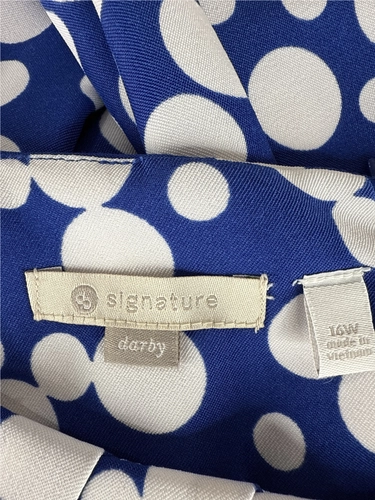 signature
darby
16W
made in
vietnam